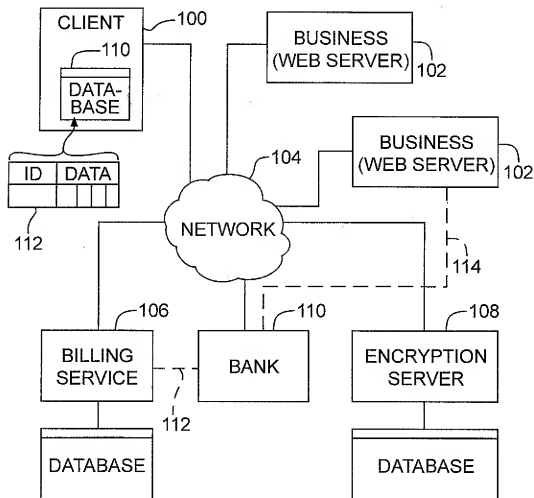 CLIENT
100
110
DATA-
BASE
ID DATA
112
BUSINESS
(WEB SERVER)
102
BUSINESS
(WEB SERVER)
102
104
NETWORK
114
106
BILLING
SERVICE
112
110
BANK
108
ENCRYPTION
SERVER
DATABASE
DATABASE